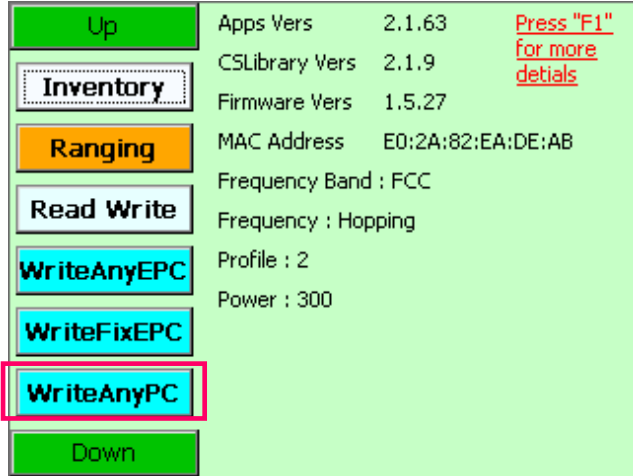 Up
Inventory
Ranging
Read Write
WriteAnyEPC
WriteFixEPC
WriteAnyPC
Down
Apps Vers 2.1.63
CSLibrary Vers 2.1.9
Firmware Vers 1.5.27
MAC Address E0:2A:82:EA:DE:AB
Frequency Band : FCC
Frequency : Hopping
Profile : 2
Power : 300
Press "F1"
for more
detials